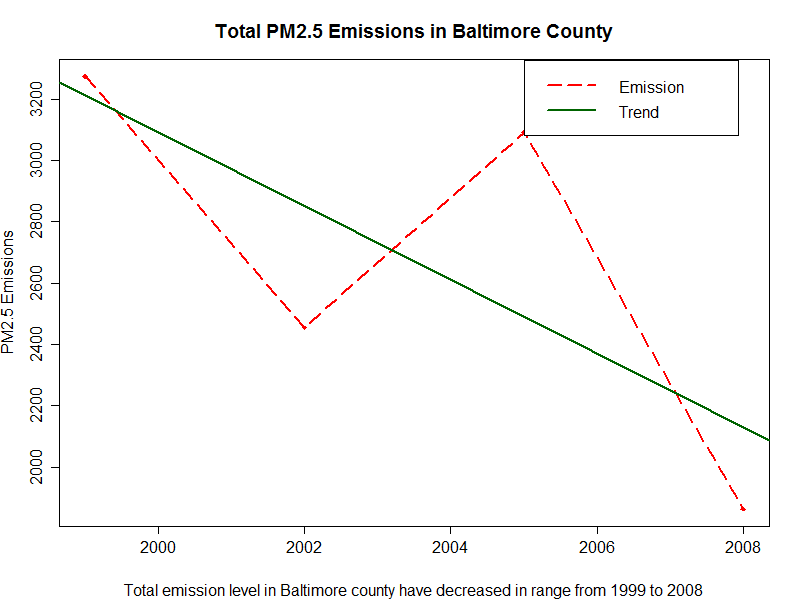 Total PM2.5 Emissions in Baltimore County
Emission
Trend
PM2.5 Emissions
3200
3000
2800
2600
2400
2200
2000
2000 2002 2004 2006 2008
Total emission level in Baltimore county have decreased in range from 1999 to 2008